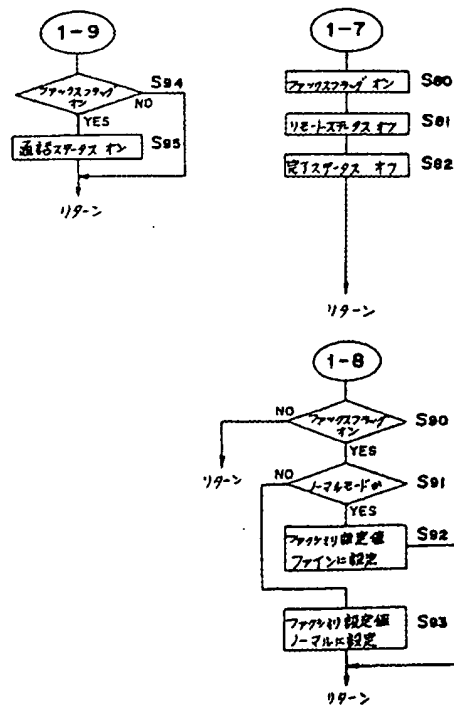 1-9
ファックスフラグ
オン
S94
NO
YES
通話ステータス オン
S95
リターン
1-7
ファックスフラグ オン
S80
リモートステータス オフ
S81
完了ステータス オフ
S82
リターン
1-8
NO
ファックスフラグ
オン
S90
YES
リターン
NO
ノーマルモードか
S91
YES
ファクシミリ設定値
ファインに設定
S92
ファクシミリ設定値
ノーマルに設定
S93
リターン